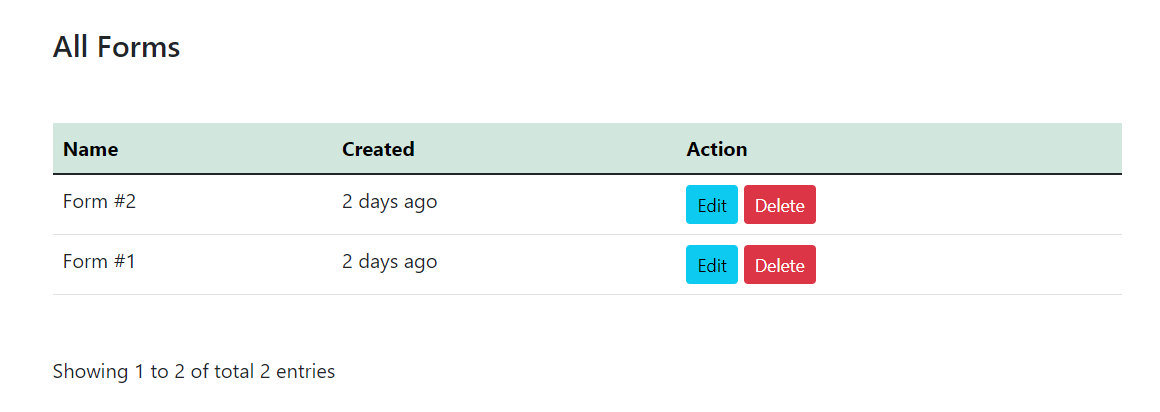 All Forms
Name Created Action
Form #2 2 days ago Edit Delete
Form #1 2 days ago Edit Delete
Showing 1 to 2 of total 2 entries